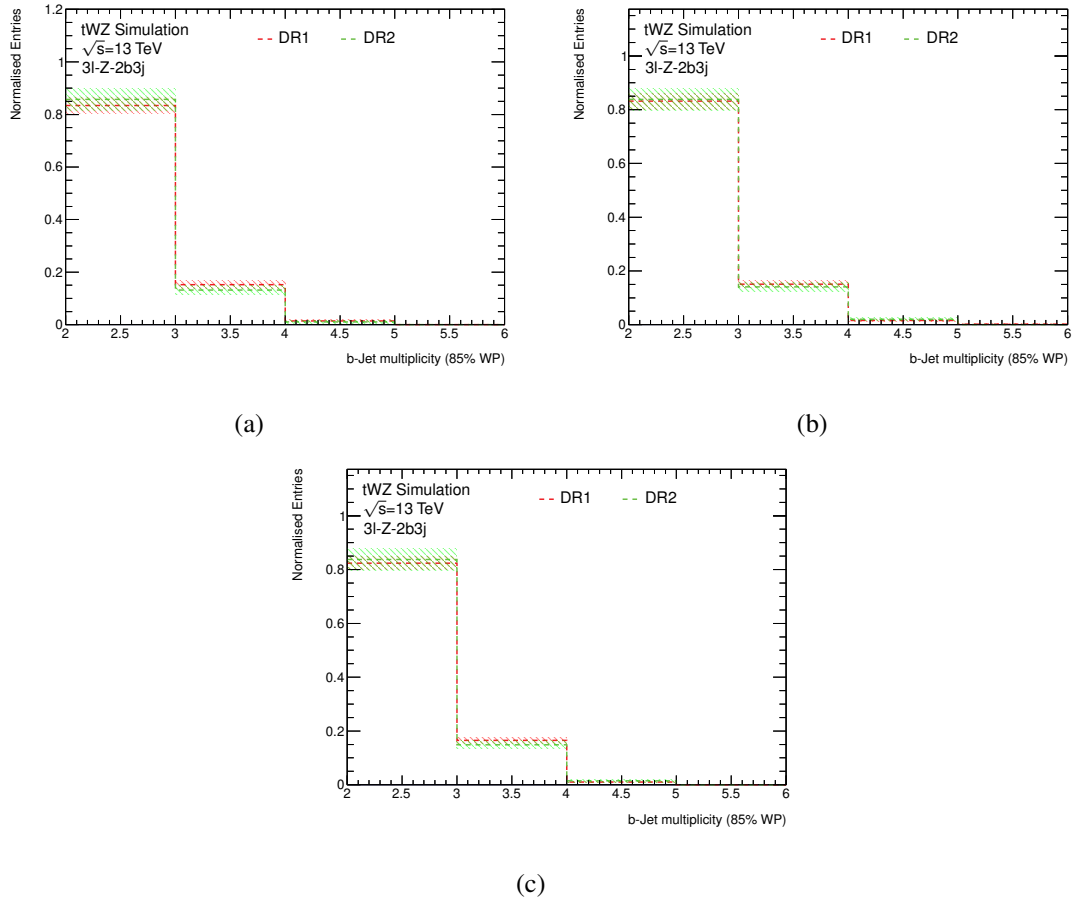 Normalised Entries
1.2
1
0.8
0.6
0.4
0.2
0
tWZ Simulation
√s=13 TeV
3l-Z-2b3j
DR1 DR2
2 2.5 3 3.5 4 4.5 5 5.5 6
b-Jet multiplicity (85% WP)
(a)
Normalised Entries
1
0.8
0.6
0.4
0.2
0
tWZ Simulation
√s=13 TeV
3l-Z-2b3j
DR1 DR2
2 2.5 3 3.5 4 4.5 5 5.5 6
b-Jet multiplicity (85% WP)
(b)
Normalised Entries
1
0.8
0.6
0.4
0.2
0
tWZ Simulation
√s=13 TeV
3l-Z-2b3j
DR1 DR2
2 2.5 3 3.5 4 4.5 5 5.5 6
b-Jet multiplicity (85% WP)
(c)